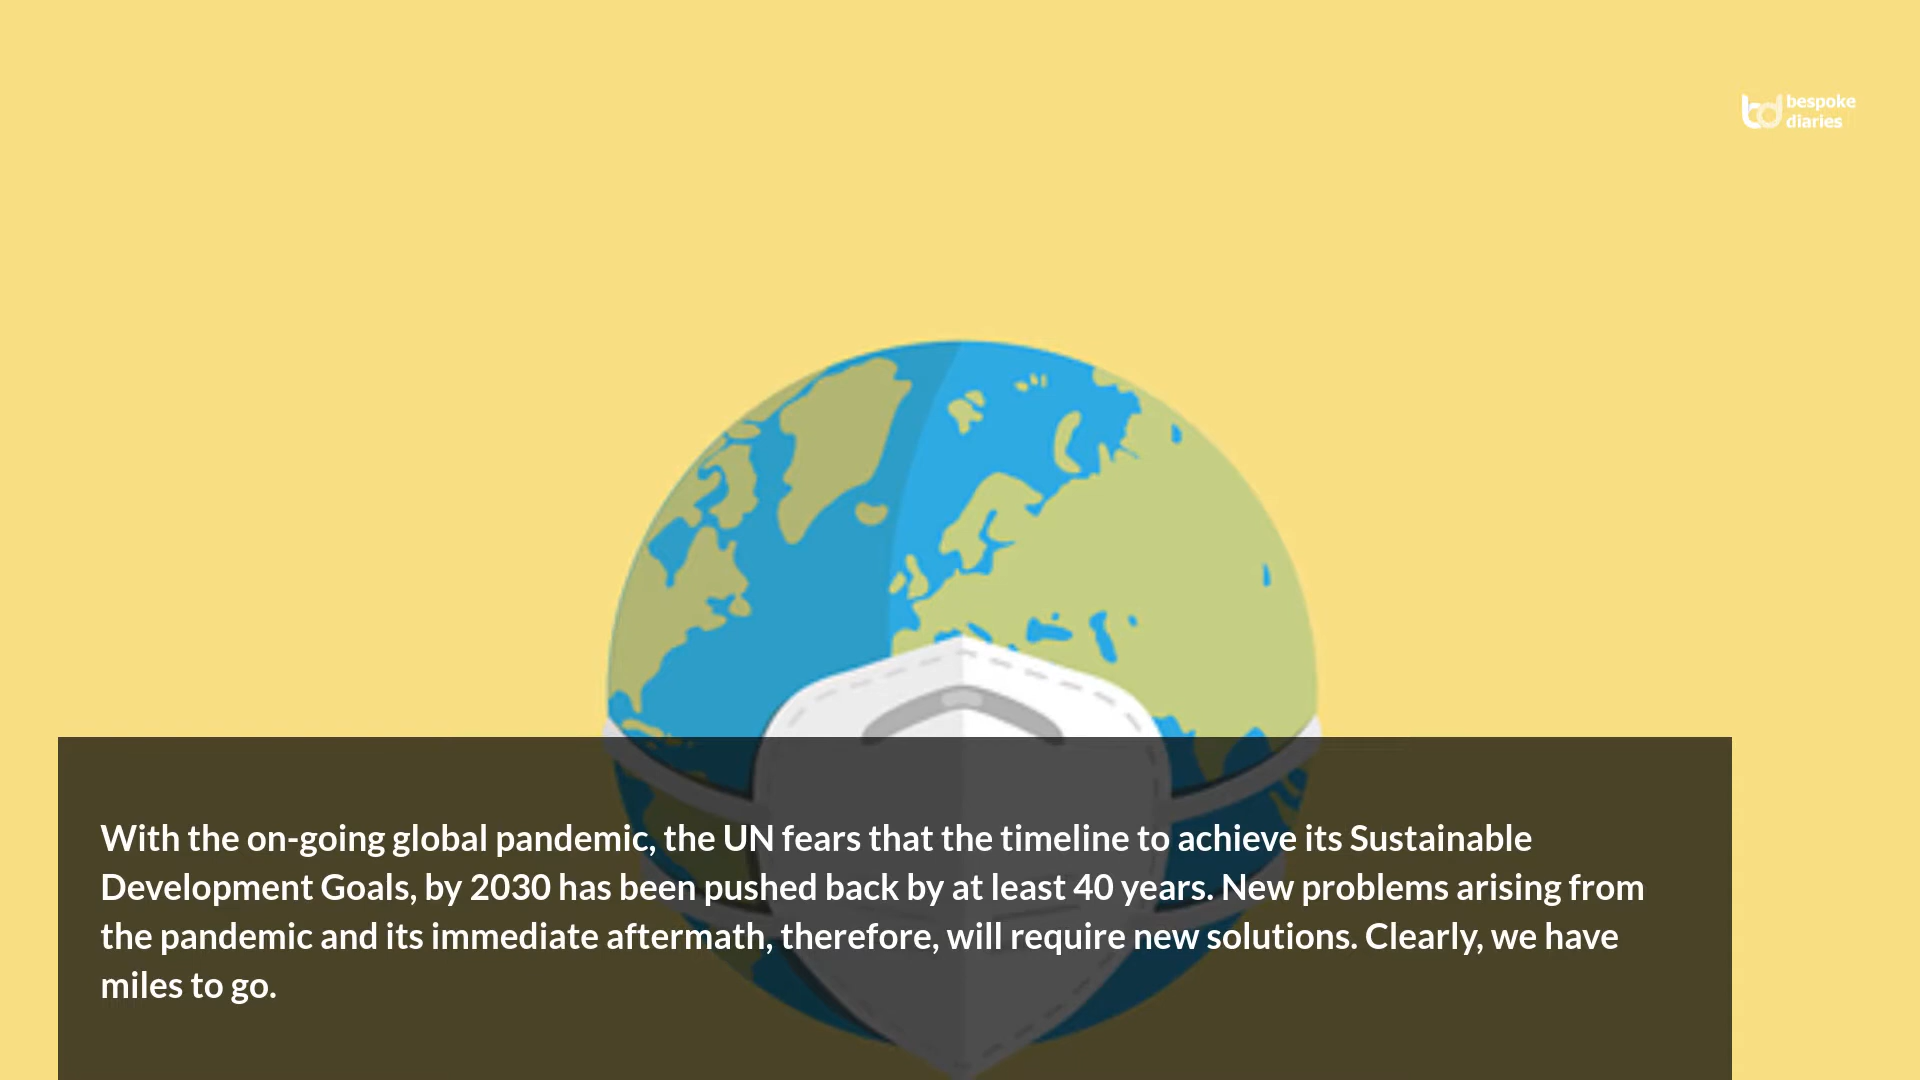 bespoke
diaries
With the on-going global pandemic, the UN fears that the timeline to achieve its Sustainable
Development Goals, by 2030 has been pushed back by at least 40 years. New problems arising from
the pandemic and its immediate aftermath, therefore, will require new solutions. Clearly, we have
miles to go.